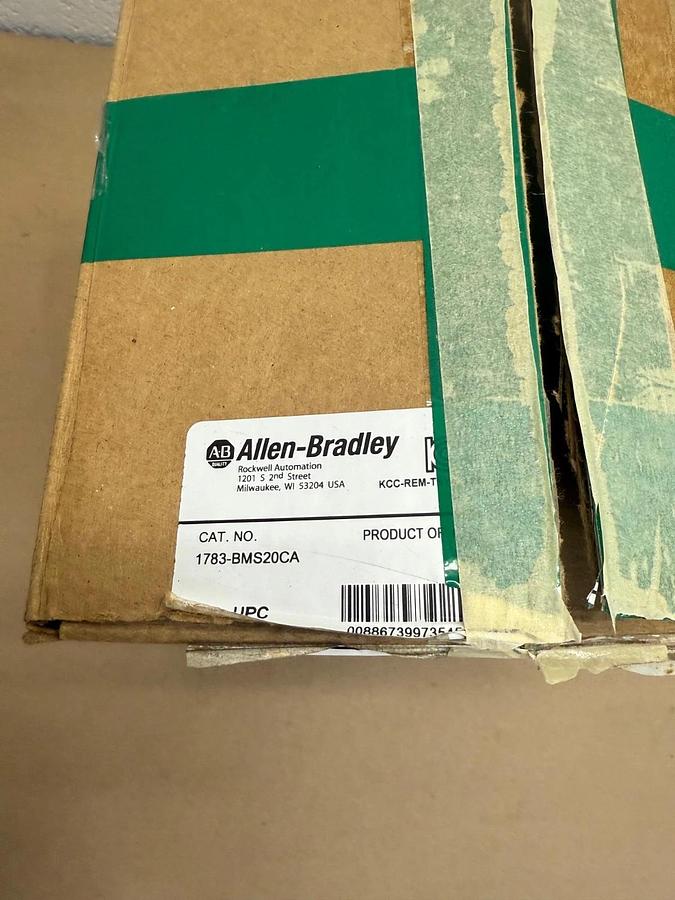 AB
QUALITY
Allen-Bradley
Rockwell Automation
1201 S 2nd Street
Milwaukee, WI 53204 USA
KCC-REM-T
CAT. NO.
PRODUCT OF
1783-BMS20CA
UPC
008867399735